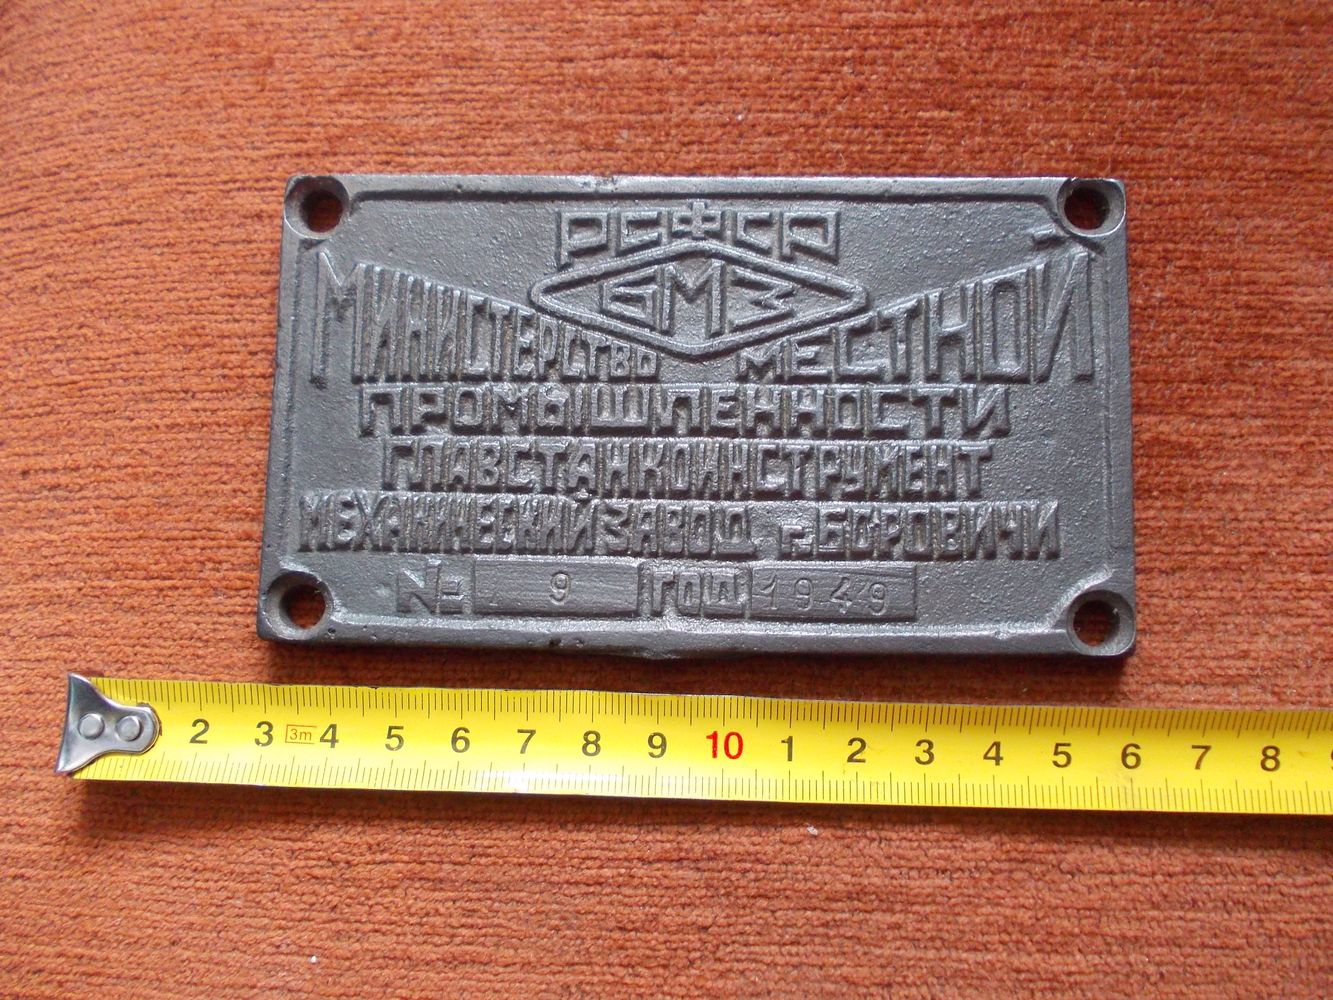 РСФСР
БМЗ
МИНИСТЕРСТВО МЕСТНОЙ
ПРОМЫШЛЕННОСТИ
ГЛАВСТАНКОИНСТРУМЕНТ
МЕХАНИЧЕСКИЙ ЗАВОД г. БОРОВИЧИ
№ 9 ГОД 1949
2 3 3m 4 5 6 7 8 9 10 1 2 3 4 5 6 7 8